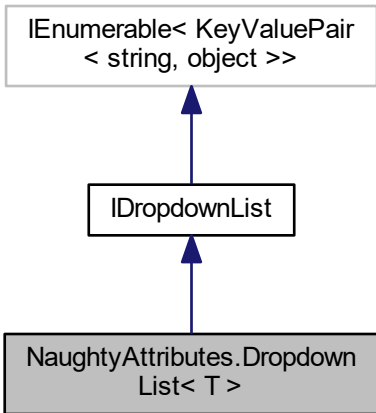 IEnumerable< KeyValuePair
< string, object >>
IDropdownList
NaughtyAttributes.Dropdown
List< T >